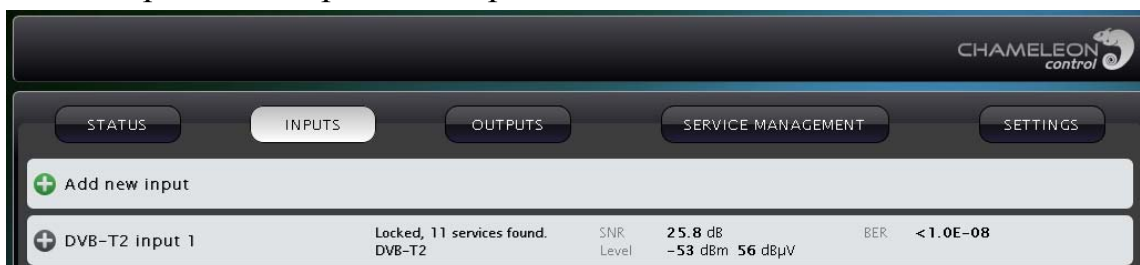 CHAMELEON
control
STATUS INPUTS OUTPUTS SERVICE MANAGEMENT SETTINGS
Add new input
DVB-T2 input 1 Locked, 11 services found. SNR 25.8 dB BER <1.0E-08
DVB-T2 Level -53 dBm 56 dBµV